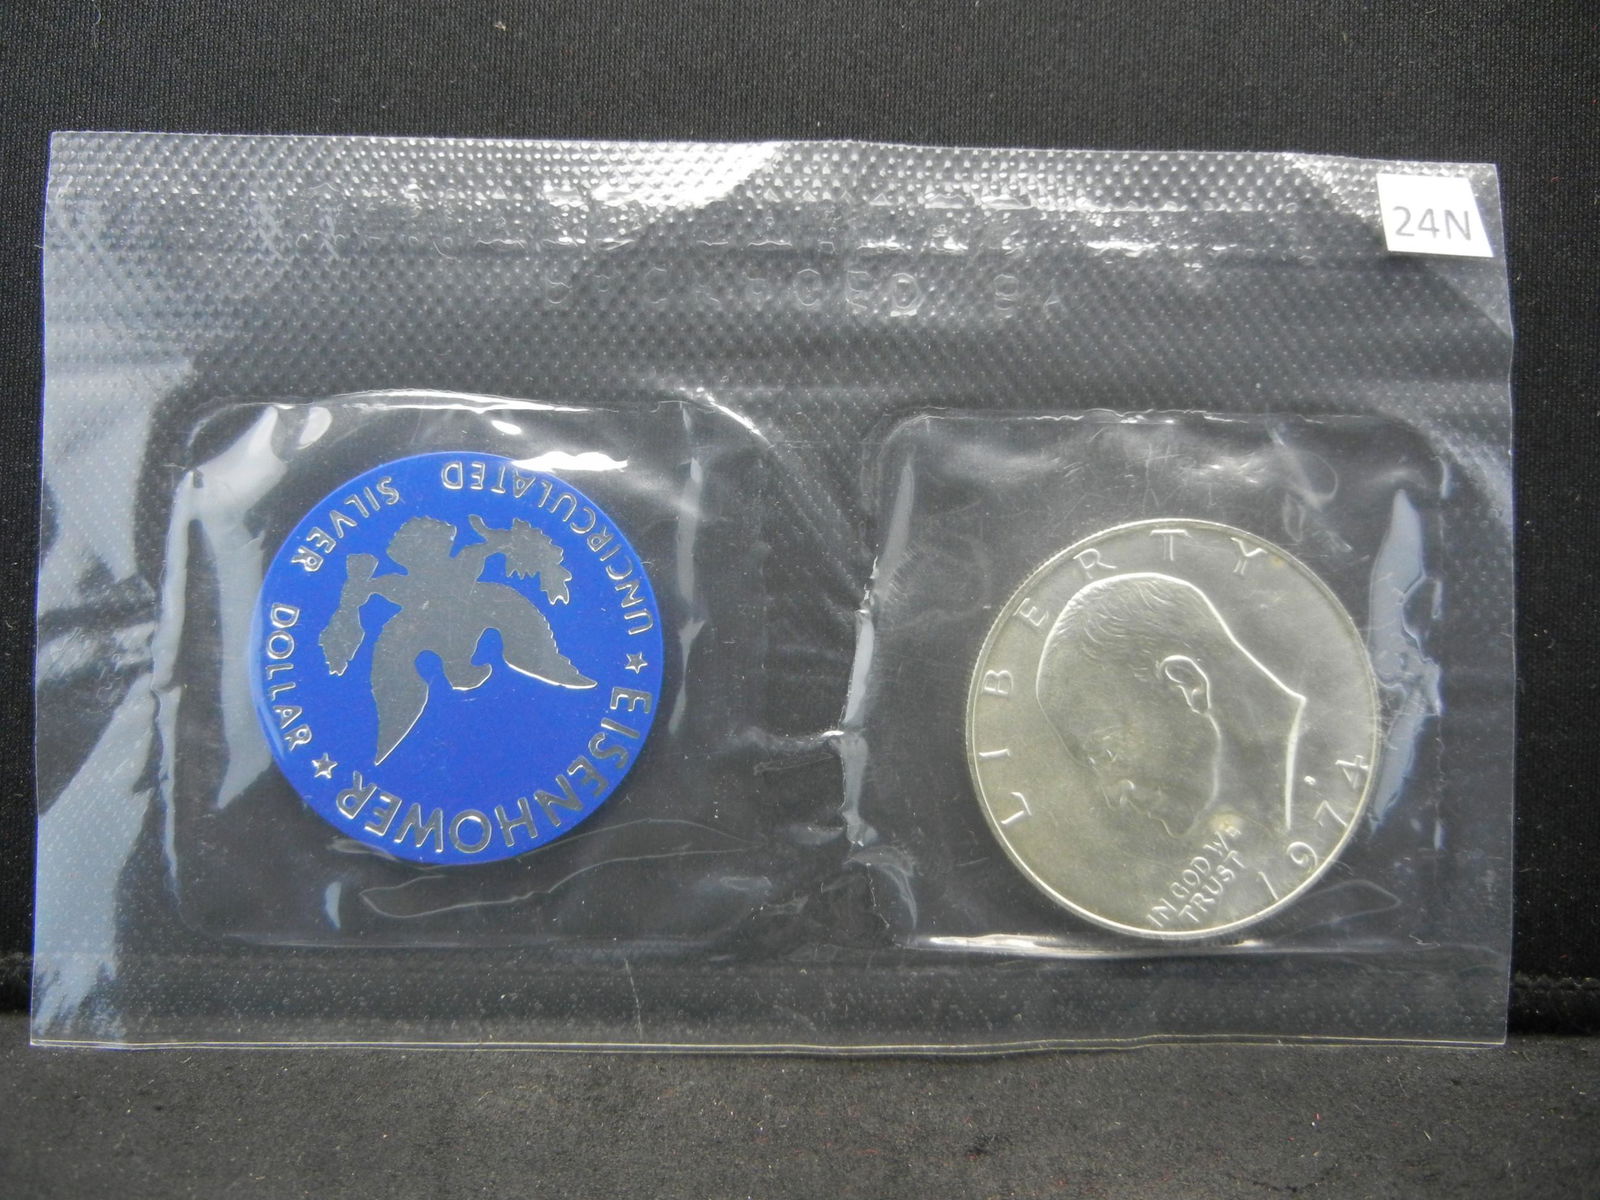 24N
EISENHOWER
UNCIRCULATED SILVER DOLLAR
LIBERTY
IN GOD WE
TRUST
1974